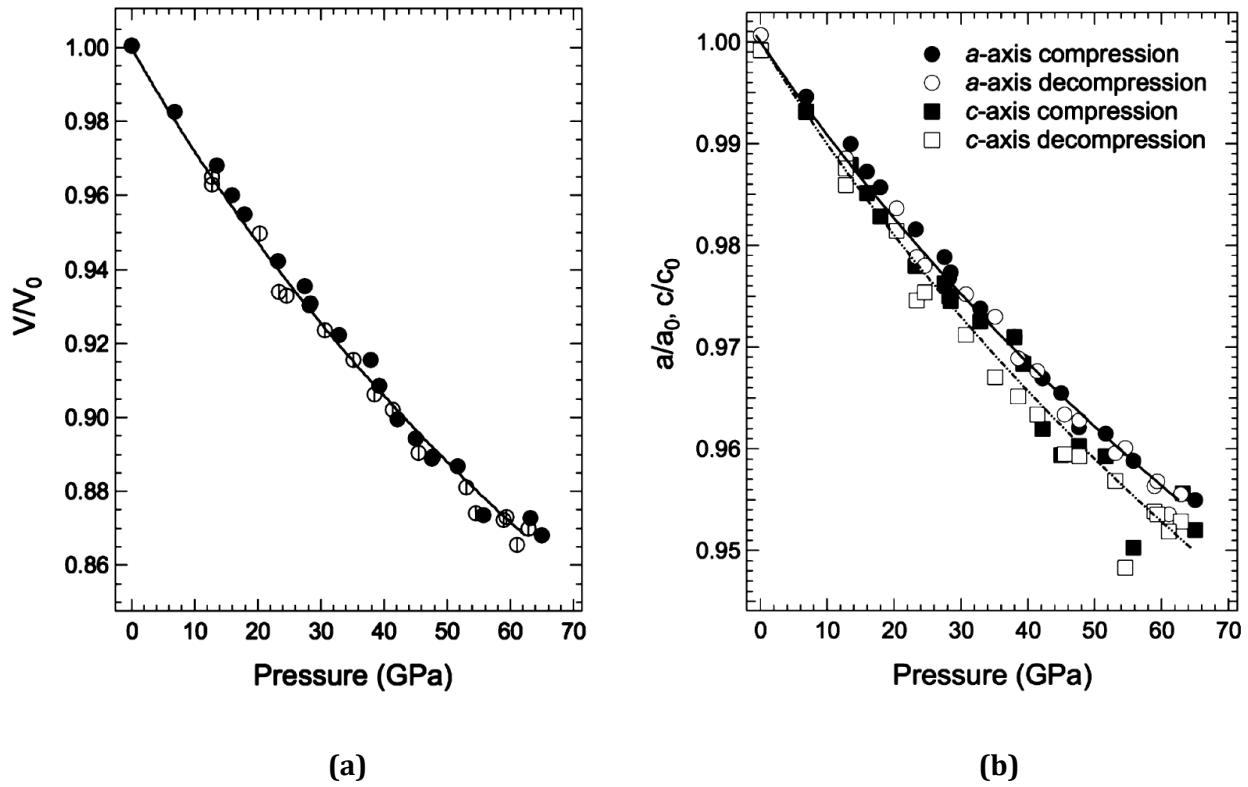 1.00
0.98
0.96
0.94
0.92
0.90
0.88
0.86
V/V0
0 10 20 30 40 50 60 70
Pressure (GPa)
(a)
1.00
0.99
0.98
0.97
0.96
0.95
a/a0, c/c0
a-axis compression
a-axis decompression
c-axis compression
c-axis decompression
0 10 20 30 40 50 60 70
Pressure (GPa)
(b)